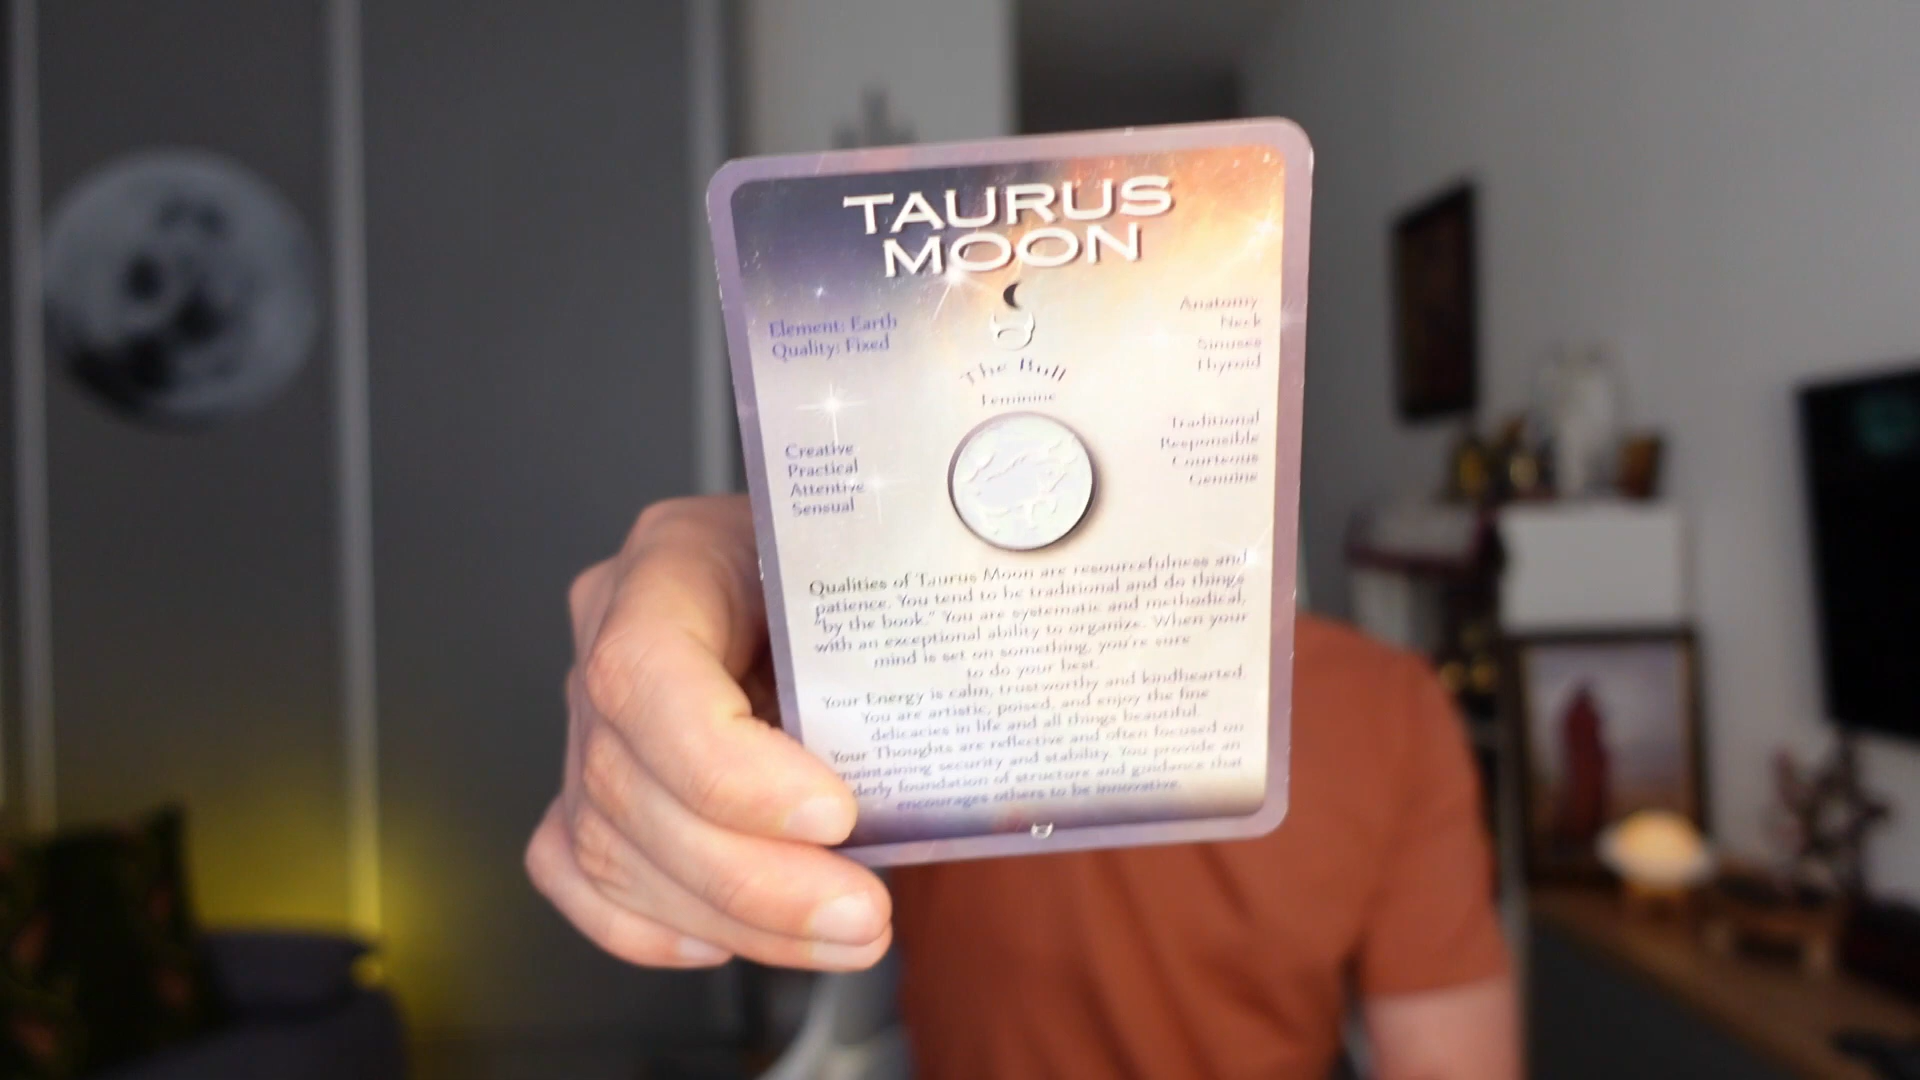 TAURUS
MOON
Element: Earth
Quality: Fixed
Anatomy
Neck
Sinuses
Thyroid
The Bull
Feminine
Creative
Practical
Attentive
Sensual
Traditional
Responsible
Courteous
Genuine
Qualities of Taurus Moon are resourcefulness and
patience. You tend to be traditional and do things
"by the book." You are systematic and methodical,
with an exceptional ability to organize. When your
mind is set on something, you're sure
to do your best.
Your Energy is calm, trustworthy and kindhearted.
You are artistic, poised, and enjoy the fine
delicacies in life and all things beautiful.
Your Thoughts are reflective and often focused on
maintaining security and stability. You provide an
derly foundation of structure and guidance that
encourages others to be innovative.